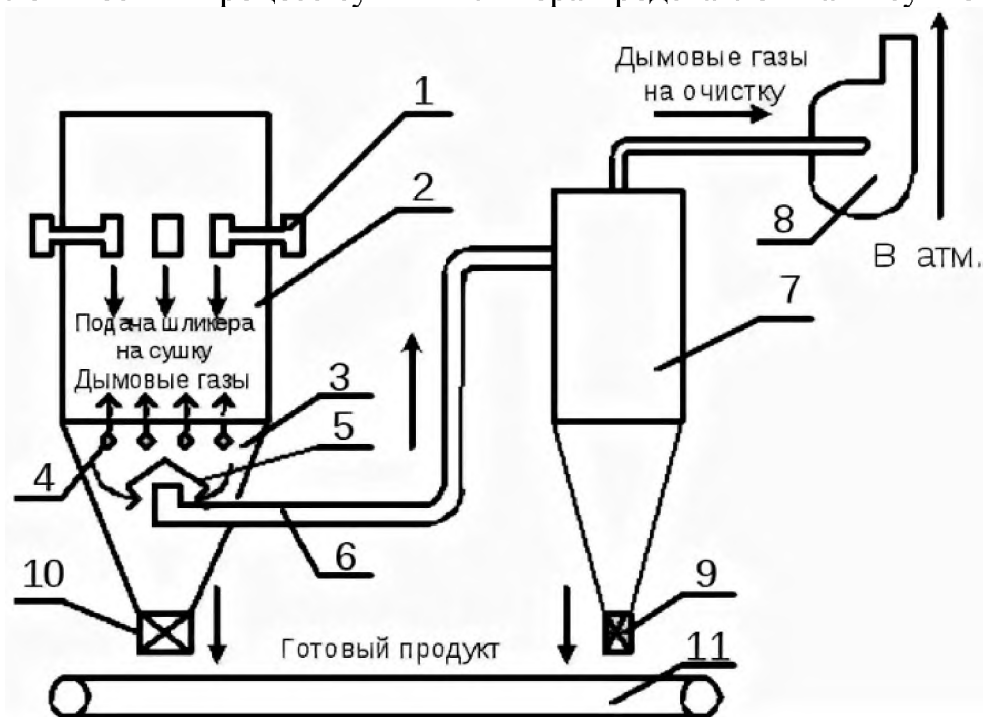 Дымовые газы
на очистку
1
2
8
В атм.
7
Подача шликера
на сушку
Дымовые газы
3
5
4
6
10
9
Готовый продукт
11